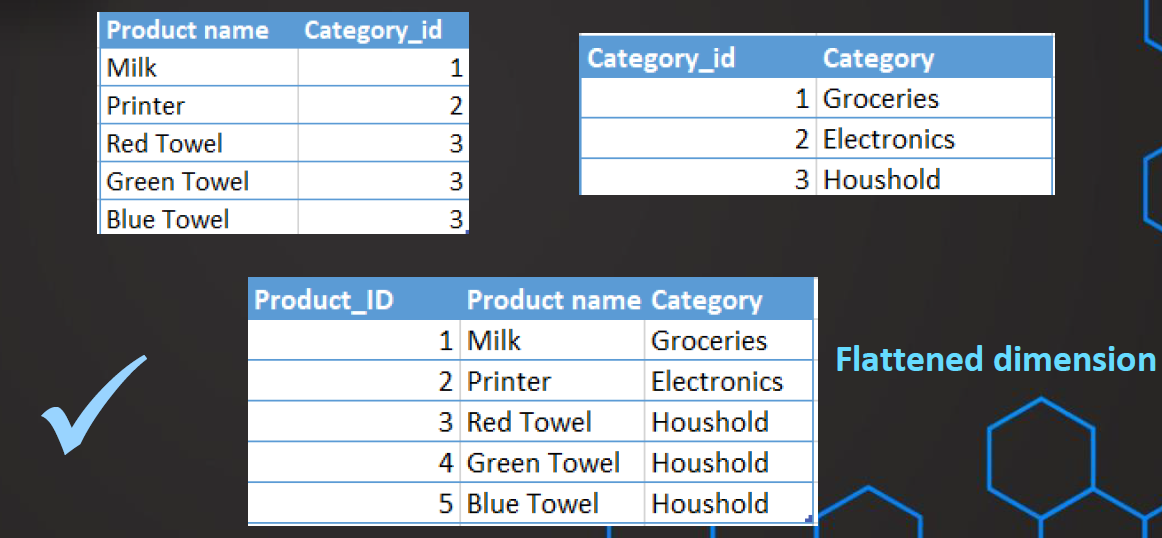 Product name Category_id
Milk 1
Printer 2
Red Towel 3
Green Towel 3
Blue Towel 3
Category_id Category
1 Groceries
2 Electronics
3 Houshold
Product_ID Product name Category
1 Milk Groceries
2 Printer Electronics
3 Red Towel Houshold
4 Green Towel Houshold
5 Blue Towel Houshold
Flattened dimension